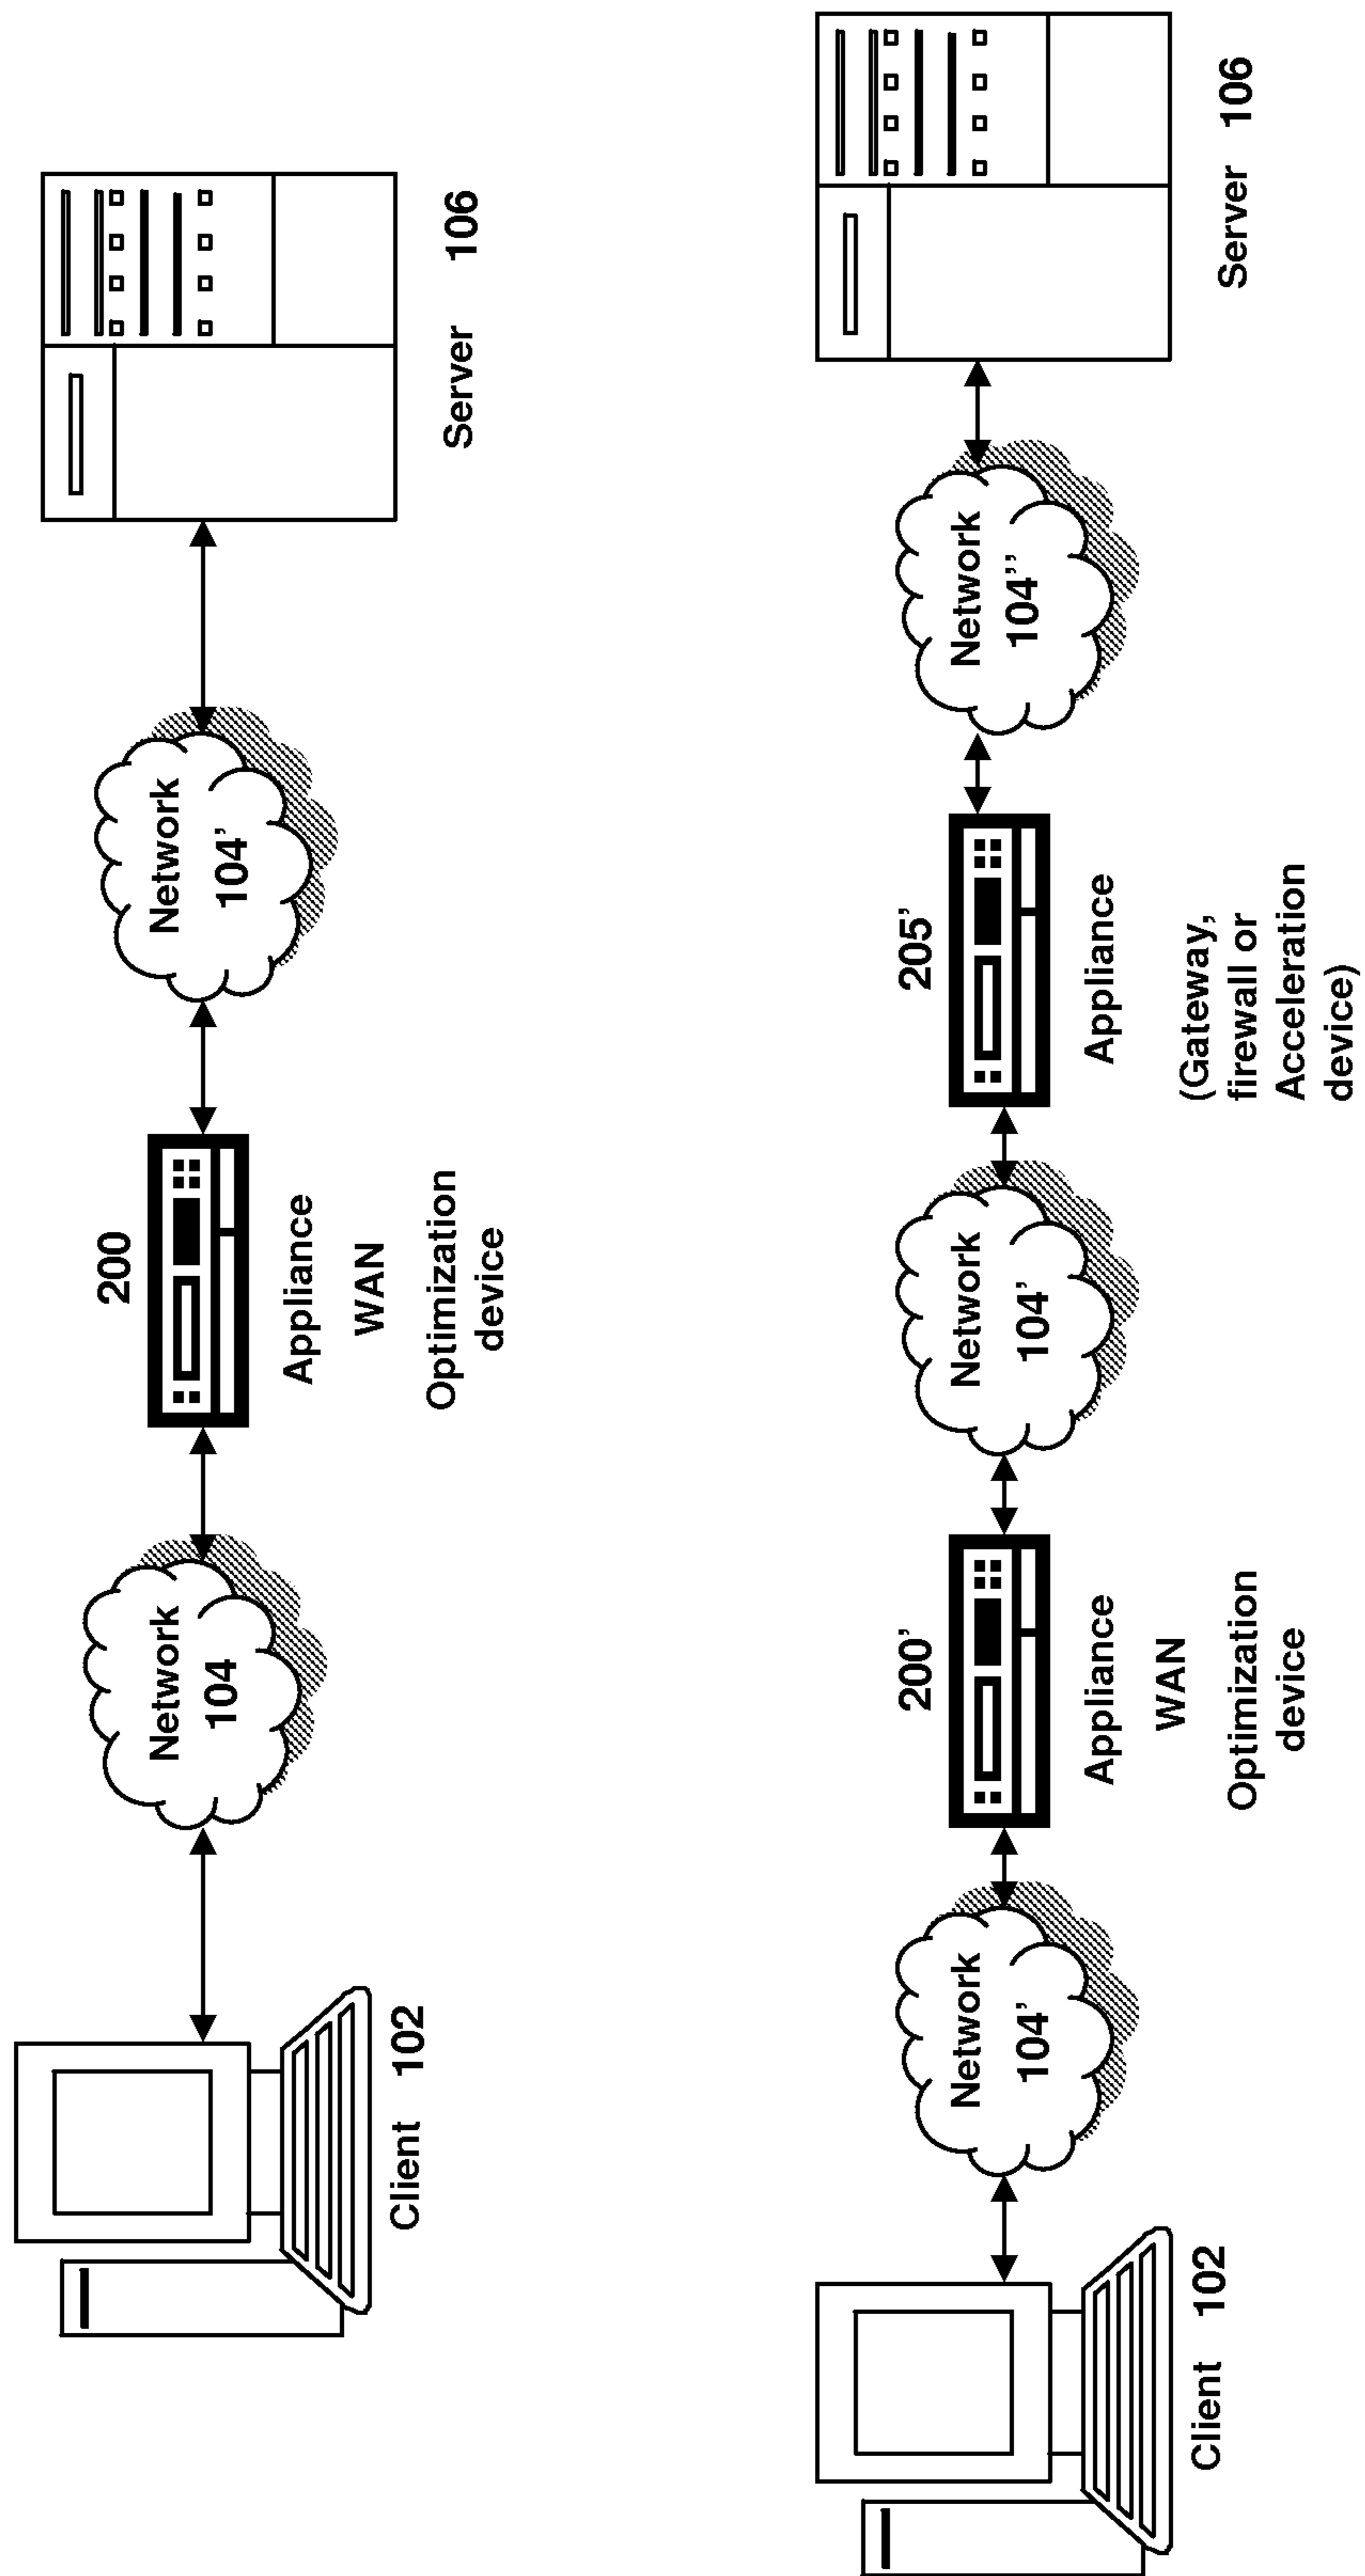 200
Network
104
Network
104'
Client 102
Appliance
WAN
Optimization
device
Server 106
200'
205'
Network
104'
Network
104'
Network
104''
Client 102
Appliance
WAN
Optimization
device
Appliance
(Gateway,
firewall or
Acceleration
device)
Server 106